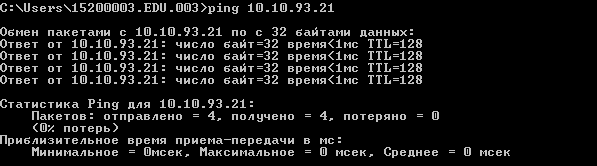 C:\Users\15200003.EDU.003>ping 10.10.93.21
Обмен пакетами с 10.10.93.21 по с 32 байтами данных:
Ответ от 10.10.93.21: число байт=32 время<1мс TTL=128
Ответ от 10.10.93.21: число байт=32 время<1мс TTL=128
Ответ от 10.10.93.21: число байт=32 время<1мс TTL=128
Ответ от 10.10.93.21: число байт=32 время<1мс TTL=128
Статистика Ping для 10.10.93.21:
Пакетов: отправлено = 4, получено = 4, потеряно = 0
(0% потерь)
Приблизительное время приема-передачи в мс:
Минимальное = 0мсек, Максимальное = 0 мсек, Среднее = 0 мсек